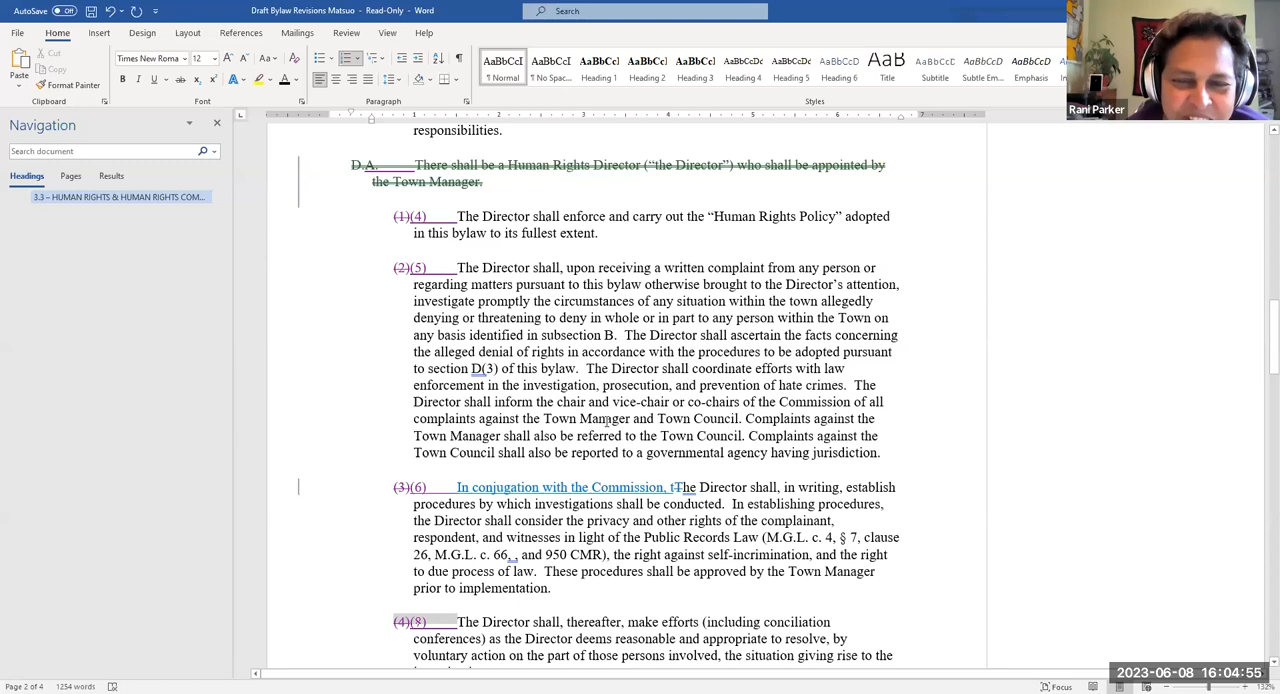 AutoSave Off Draft Bylaw Revisions Matsuo - Read-Only - Word Search
File Home Insert Design Layout References Mailings Review View Help
Cut
Copy
Paste
Format Painter
Times New Roma 12
Clipboard Font Paragraph Styles
AaBbCcI AaBbCcI AaBbCc AaBbCc AaBbCc AaBbCcDc AaBbCcDc AaBbCcD AaB AaBbCcC AaBbCcD AaBbCcD
¶ Normal ¶ No Spac... Heading 1 Heading 2 Heading 3 Heading 4 Heading 5 Heading 6 Title Subtitle Subtle Em... Emphasis
Rani Parker
Navigation
Search document
Headings Pages Results
3.3 – HUMAN RIGHTS & HUMAN RIGHTS COM...
responsibilities.
D.A. There shall be a Human Rights Director (“the Director”) who shall be appointed by
the Town Manager.
(1)(4) The Director shall enforce and carry out the “Human Rights Policy” adopted
in this bylaw to its fullest extent.
(2)(5) The Director shall, upon receiving a written complaint from any person or
regarding matters pursuant to this bylaw otherwise brought to the Director’s attention,
investigate promptly the circumstances of any situation within the town allegedly
denying or threatening to deny in whole or in part to any person within the Town on
any basis identified in subsection B. The Director shall ascertain the facts concerning
the alleged denial of rights in accordance with the procedures to be adopted pursuant
to section D(3) of this bylaw. The Director shall coordinate efforts with law
enforcement in the investigation, prosecution, and prevention of hate crimes. The
Director shall inform the chair and vice-chair or co-chairs of the Commission of all
complaints against the Town Manager and Town Council. Complaints against the
Town Manager shall also be referred to the Town Council. Complaints against the
Town Council shall also be reported to a governmental agency having jurisdiction.
(3)(6) In conjugation with the Commission, tThe Director shall, in writing, establish
procedures by which investigations shall be conducted. In establishing procedures,
the Director shall consider the privacy and other rights of the complainant,
respondent, and witnesses in light of the Public Records Law (M.G.L. c. 4, § 7, clause
26, M.G.L. c. 66, , and 950 CMR), the right against self-incrimination, and the right
to due process of law. These procedures shall be approved by the Town Manager
prior to implementation.
(4)(8) The Director shall, thereafter, make efforts (including conciliation
conferences) as the Director deems reasonable and appropriate to resolve, by
voluntary action on the part of those persons involved, the situation giving rise to the
2023-06-08 16:04:55
Page 2 of 4 1254 words Focus 132%